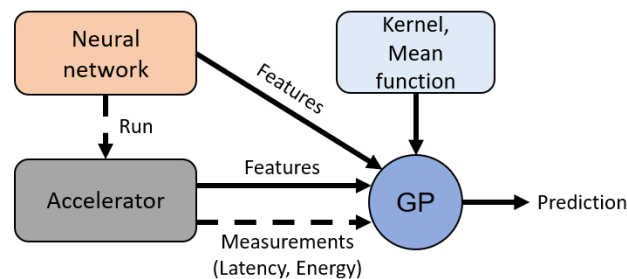 Neural
network
Kernel,
Mean
function
Features
Run
Features
Accelerator
GP
Prediction
Measurements
(Latency, Energy)